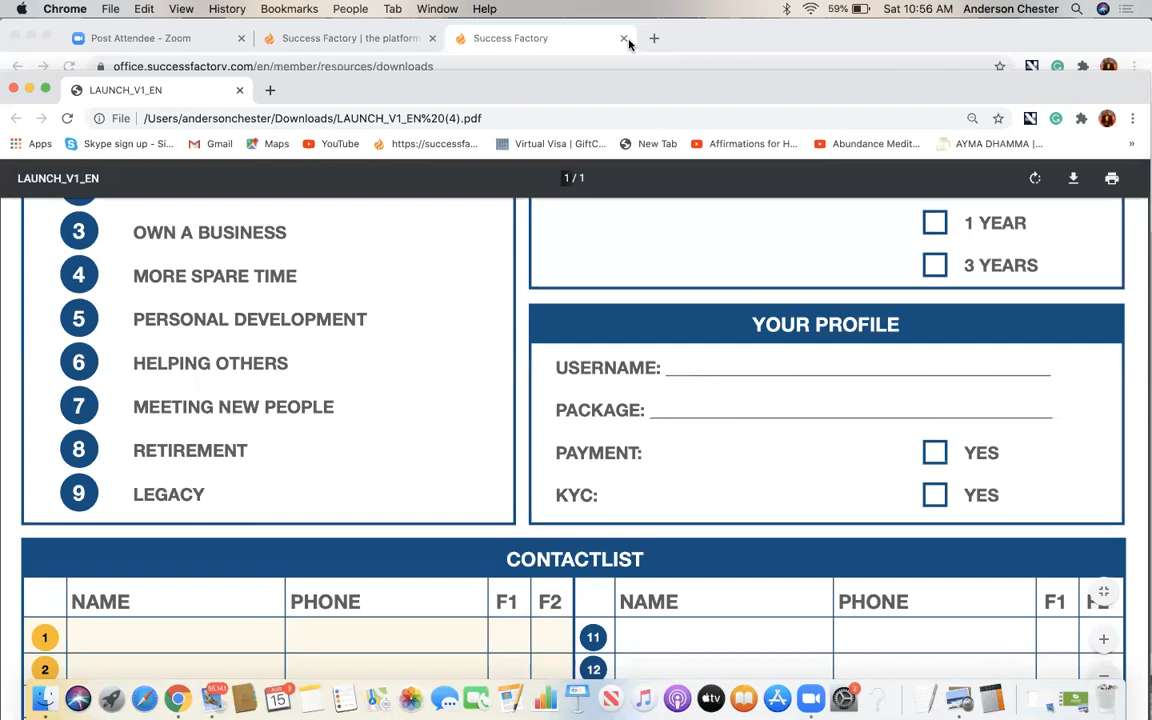 Chrome File Edit View History Bookmarks People Tab Window Help 59% Sat 10:56 AM Anderson Chester
Post Attendee - Zoom Success Factory | the platform Success Factory
office.successfactory.com/en/member/resources/downloads
LAUNCH_V1_EN
File /Users/andersonchester/Downloads/LAUNCH_V1_EN%20(4).pdf
Apps Skype sign up - Si... Gmail Maps YouTube https://successfa... Virtual Visa | GiftC... New Tab Affirmations for H... Abundance Medit... AYMA DHAMMA |... »
LAUNCH_V1_EN 1 / 1
3 OWN A BUSINESS
4 MORE SPARE TIME
5 PERSONAL DEVELOPMENT
6 HELPING OTHERS
7 MEETING NEW PEOPLE
8 RETIREMENT
9 LEGACY
1 YEAR
3 YEARS
YOUR PROFILE
USERNAME:
PACKAGE:
PAYMENT: YES
KYC: YES
CONTACTLIST
NAME PHONE F1 F2 NAME PHONE F1
1 11
2 12
AUG 15 tv